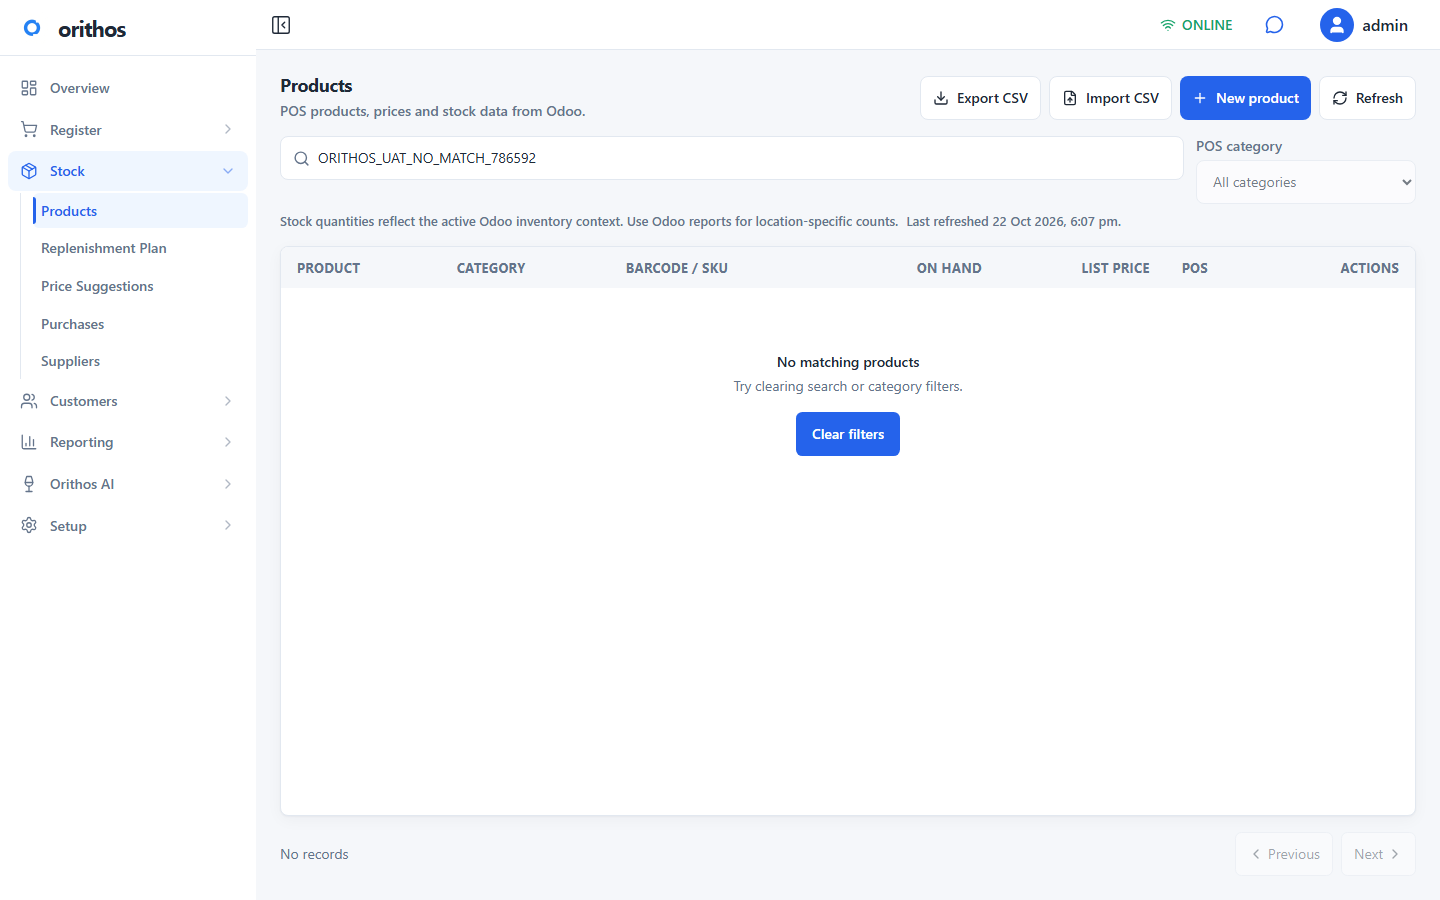 orithos
ONLINE
admin
Overview
Register
Stock
Products
Replenishment Plan
Price Suggestions
Purchases
Suppliers
Customers
Reporting
Orithos AI
Setup
Products
POS products, prices and stock data from Odoo.
Export CSV
Import CSV
New product
Refresh
ORITHOS_UAT_NO_MATCH_786592
POS category
All categories
Stock quantities reflect the active Odoo inventory context. Use Odoo reports for location-specific counts. Last refreshed 22 Oct 2026, 6:07 pm.
PRODUCT CATEGORY BARCODE / SKU ON HAND LIST PRICE POS ACTIONS
No matching products
Try clearing search or category filters.
Clear filters
No records
Previous
Next